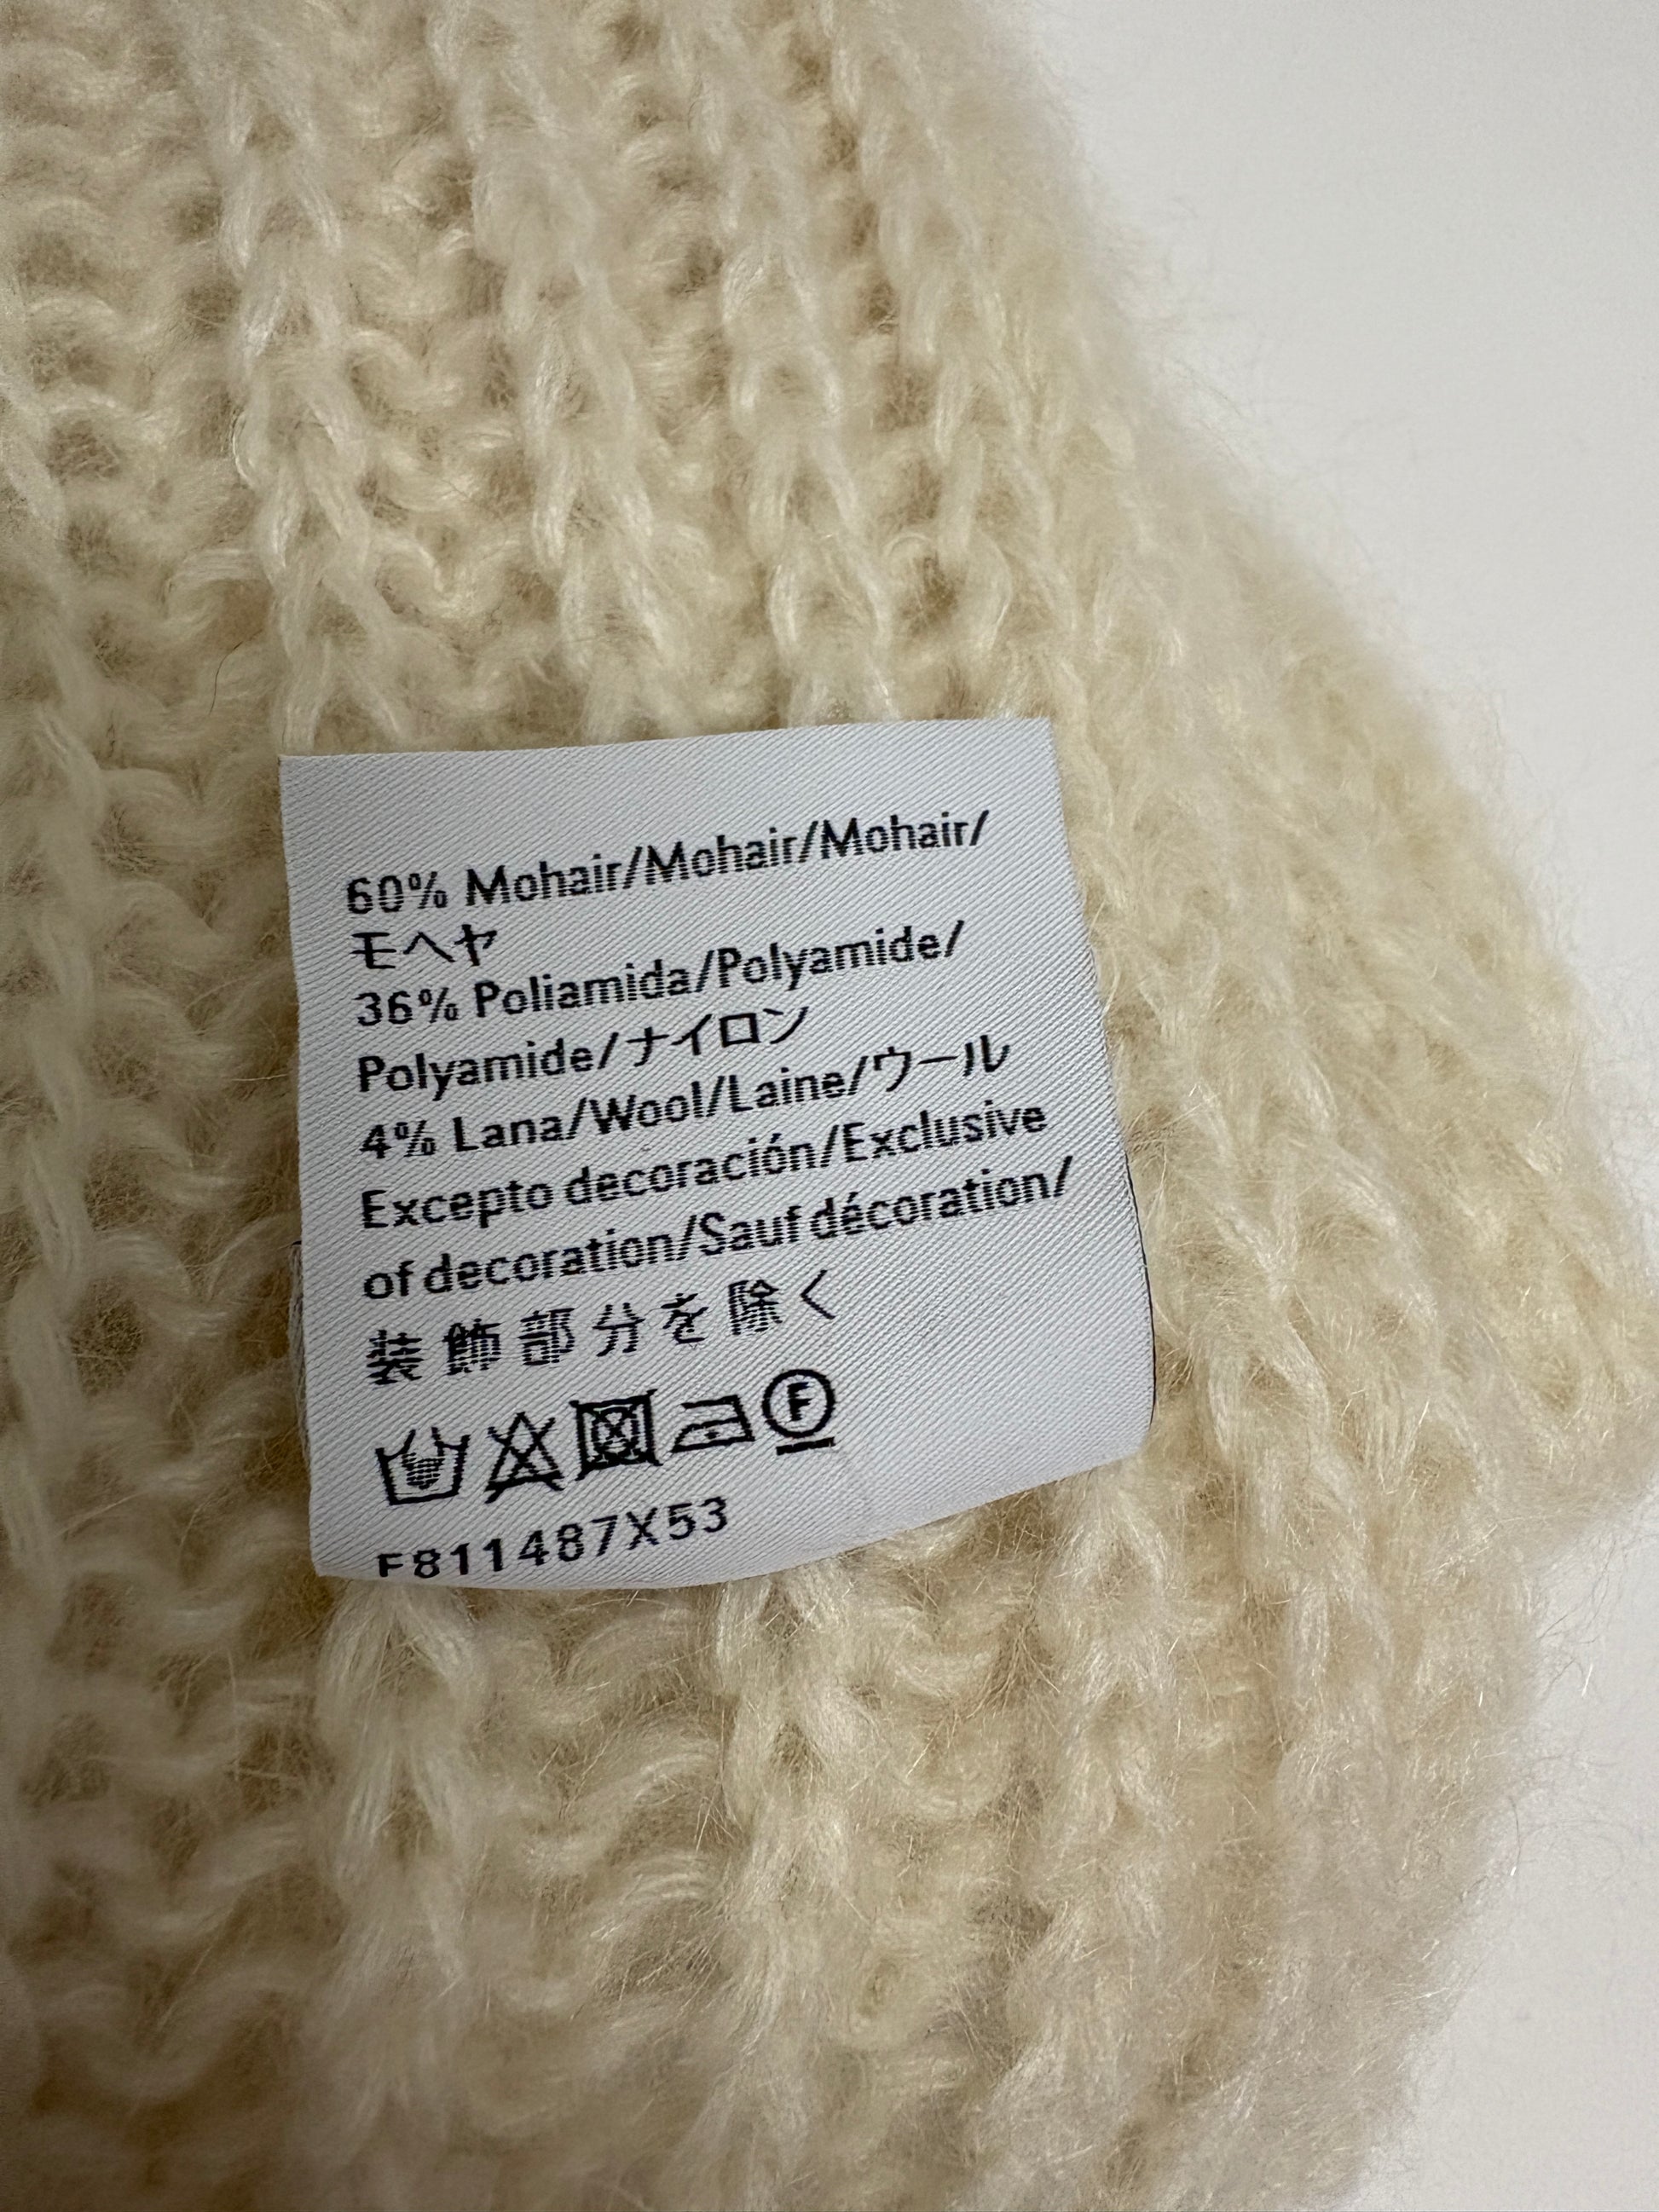 60% Mohair/Mohair/Mohair/
モヘヤ
36% Poliamida/Polyamide/
Polyamide/ナイロン
4% Lana/Wool/Laine/ウール
Excepto decoración/Exclusive
of decoration/Sauf décoration/
装飾部分を除く
F
F811487X53